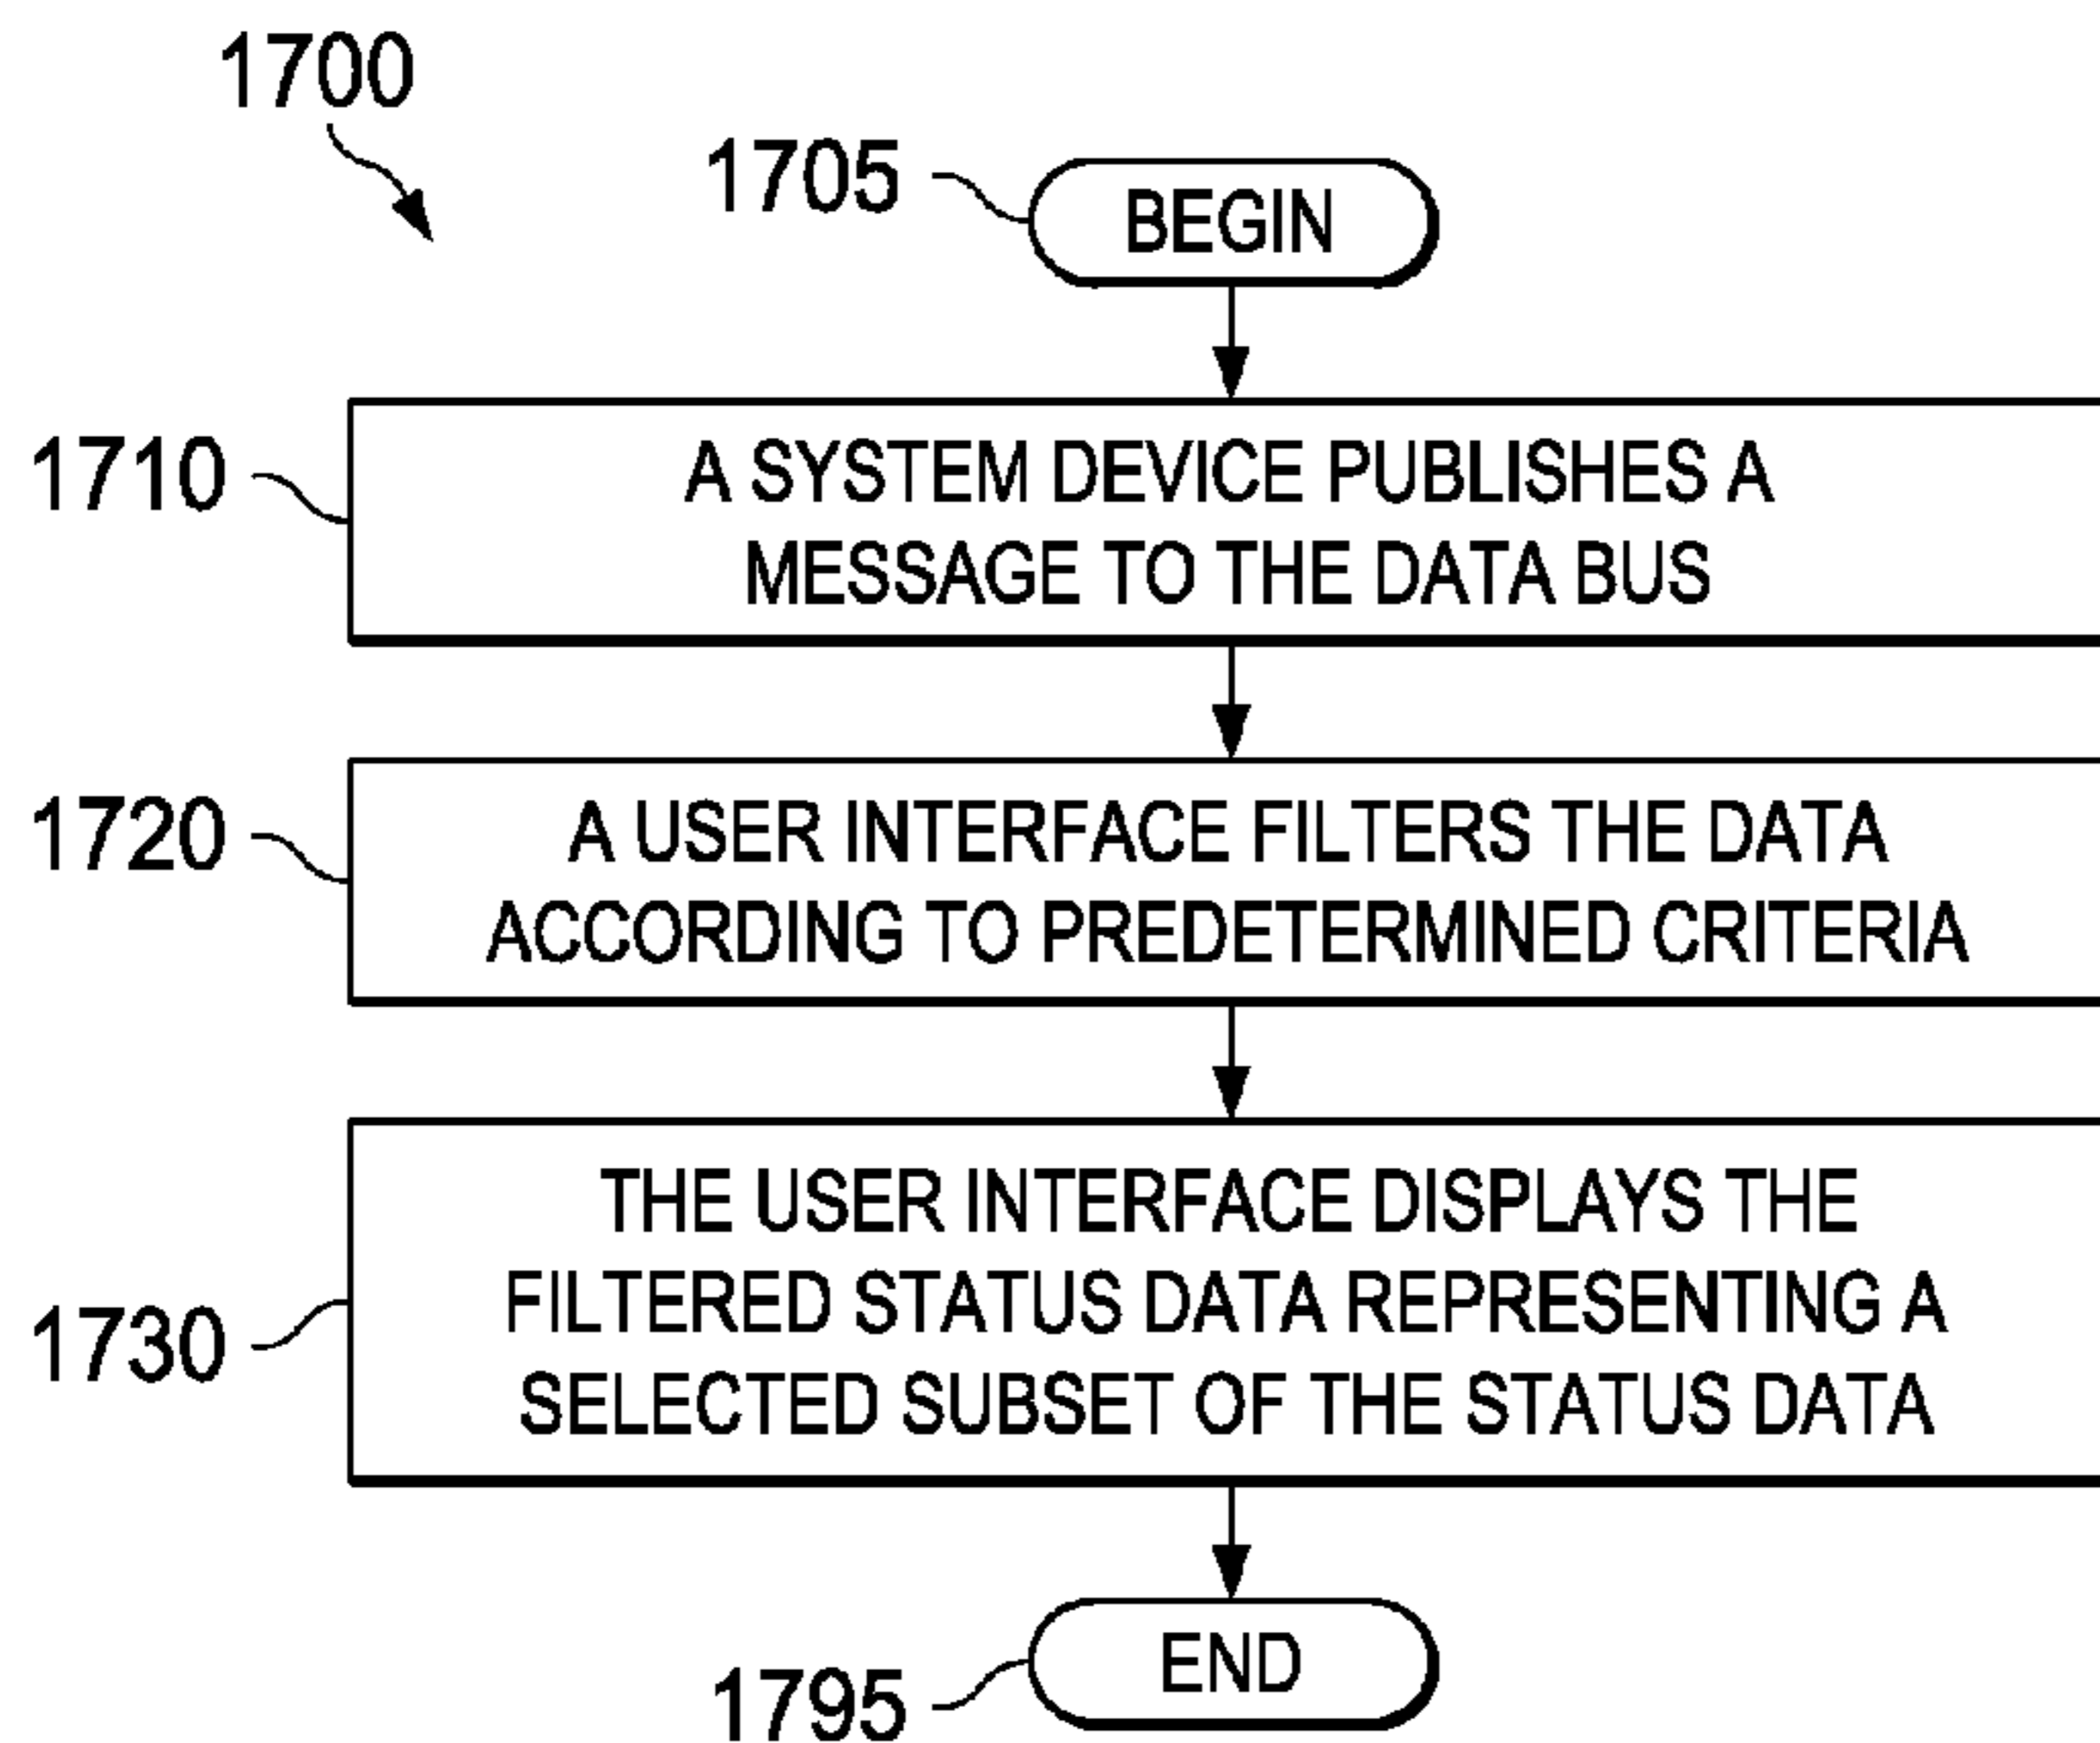 1700
1705
BEGIN
1710
A SYSTEM DEVICE PUBLISHES A
MESSAGE TO THE DATA BUS
1720
A USER INTERFACE FILTERS THE DATA
ACCORDING TO PREDETERMINED CRITERIA
1730
THE USER INTERFACE DISPLAYS THE
FILTERED STATUS DATA REPRESENTING A
SELECTED SUBSET OF THE STATUS DATA
1795
END